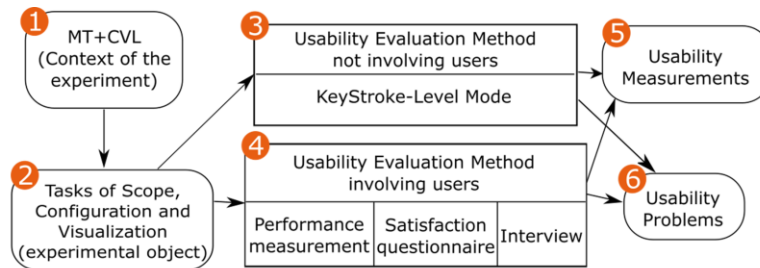 1
MT+CVL
(Context of the
experiment)
2
Tasks of Scope,
Configuration and
Visualization
(experimental object)
3
Usability Evaluation Method
not involving users
KeyStroke-Level Mode
4
Usability Evaluation Method
involving users
Performance
measurement
Satisfaction
questionnaire
Interview
5
Usability
Measurements
6
Usability
Problems